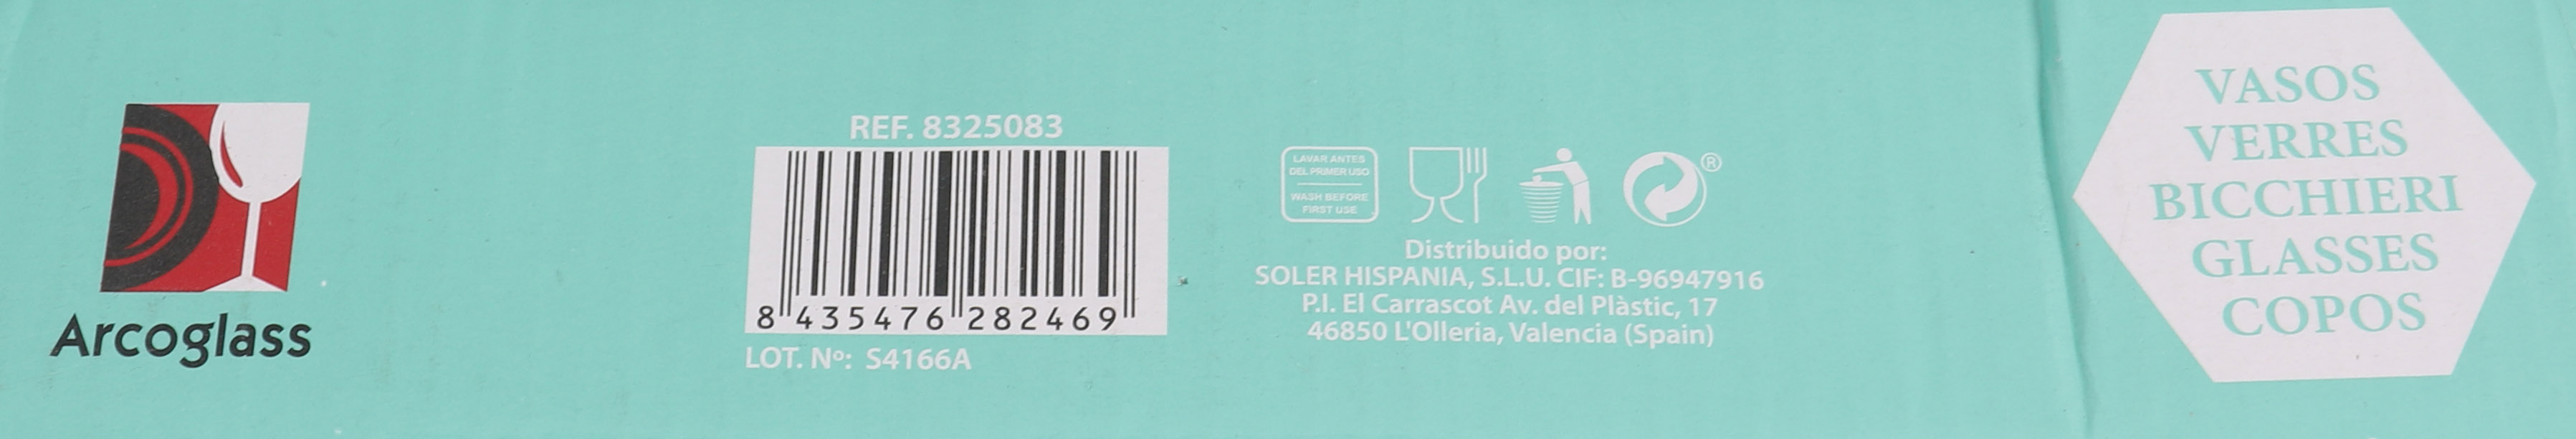 Arcoglass
REF. 8325083
8 435476 282469
LOT. Nº: S4166A
LAVAR ANTES
DEL PRIMER USO
WASH BEFORE
FIRST USE
®
Distribuido por:
SOLER HISPANIA, S.L.U. CIF: B-96947916
P.I. El Carrascot Av. del Plàstic, 17
46850 L'Olleria, Valencia (Spain)
VASOS
VERRES
BICCHIERI
GLASSES
COPOS